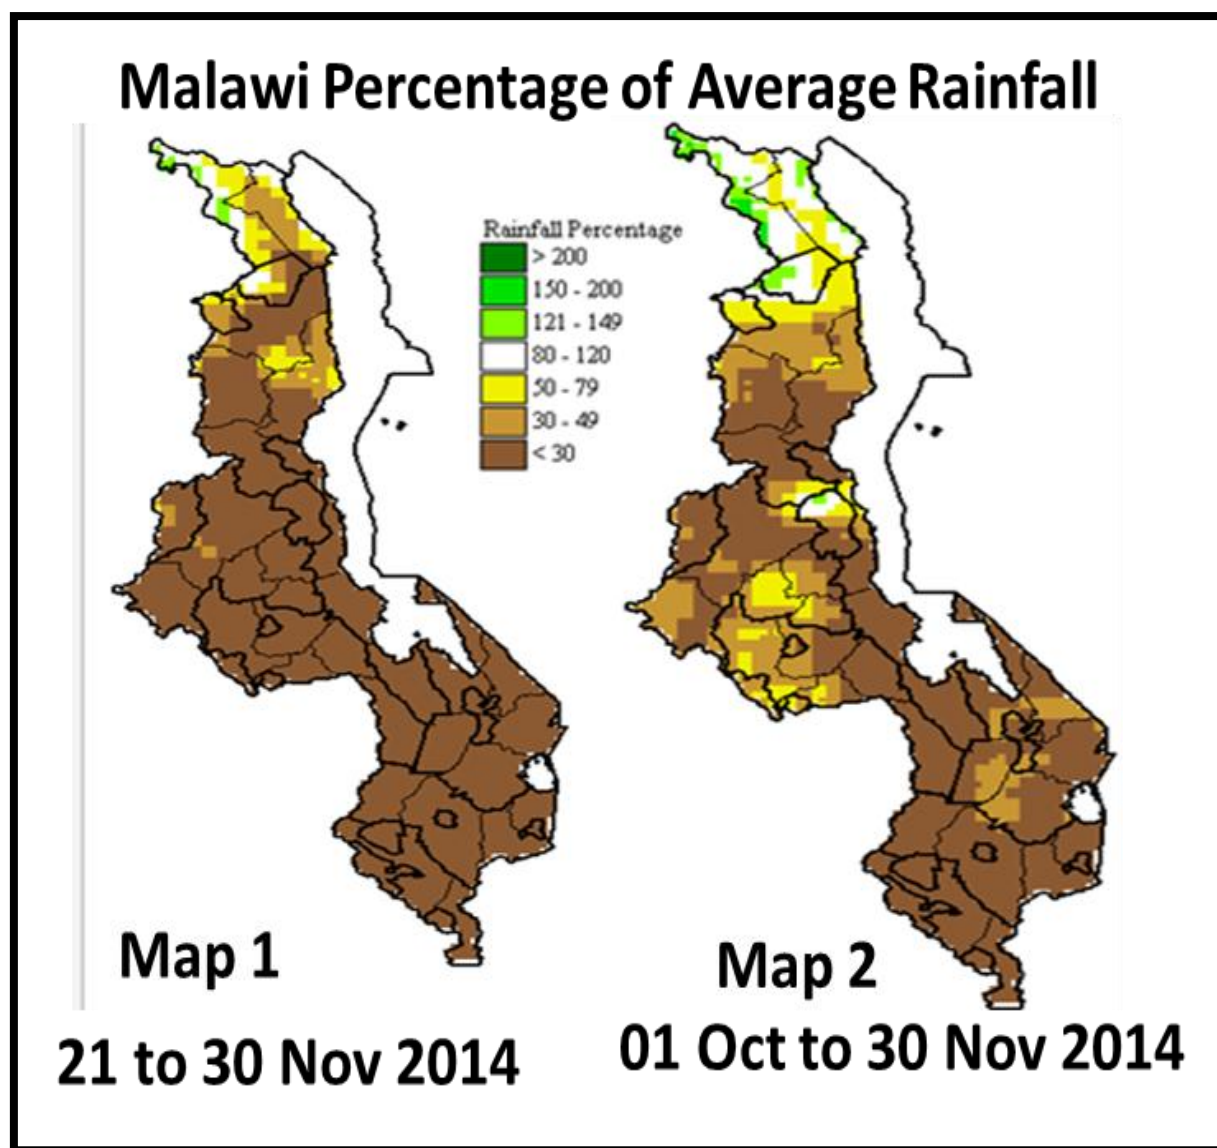 Malawi Percentage of Average Rainfall
Rainfall Percentage
> 200
150 - 200
121 - 149
80 - 120
50 - 79
30 - 49
< 30
Map 1
21 to 30 Nov 2014
Map 2
01 Oct to 30 Nov 2014